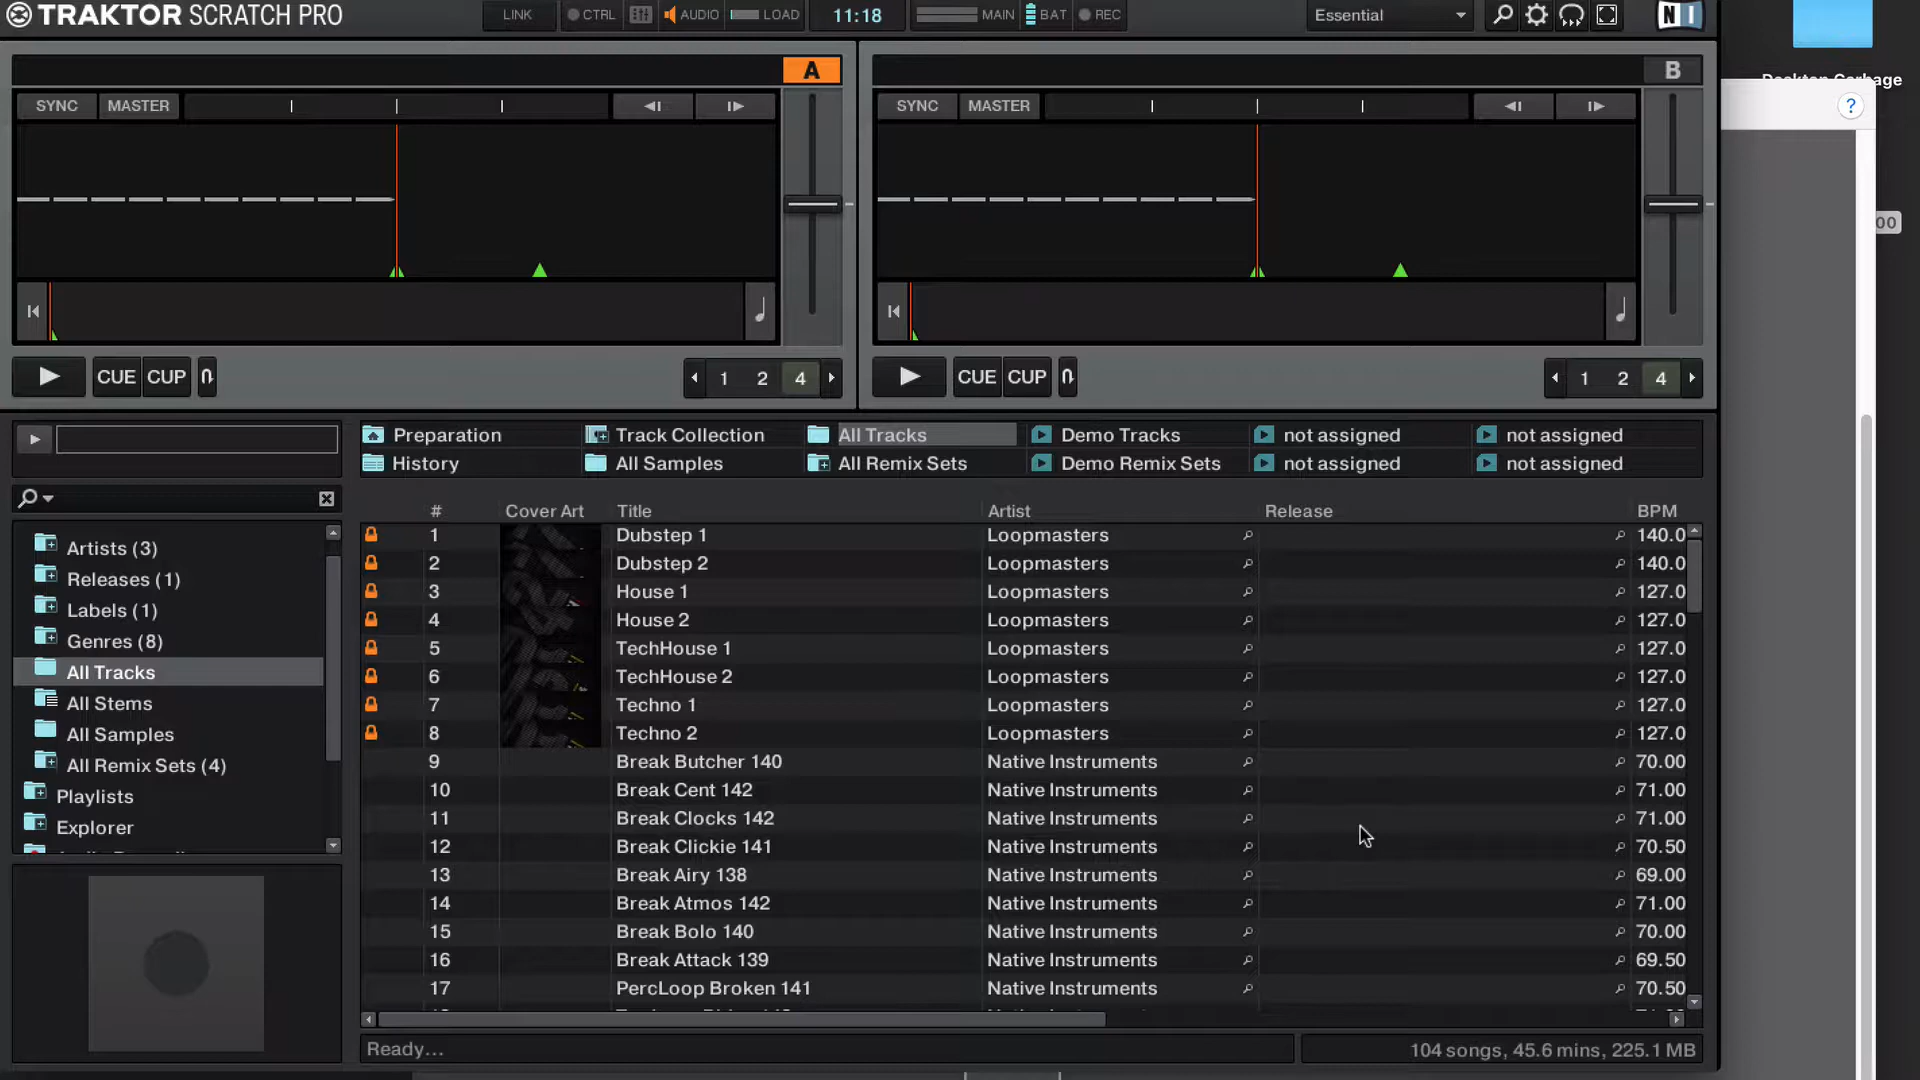 TRAKTOR SCRATCH PRO
LINK
CTRL
AUDIO
LOAD
11:18
MAIN
BAT
REC
Essential
NI
A
B
SYNC MASTER
SYNC MASTER
?
00
CUE CUP
1 2 4
CUE CUP
1 2 4
Preparation
Track Collection
All Tracks
Demo Tracks
not assigned
not assigned
History
All Samples
All Remix Sets
Demo Remix Sets
not assigned
not assigned
Artists (3)
Releases (1)
Labels (1)
Genres (8)
All Tracks
All Stems
All Samples
All Remix Sets (4)
Playlists
Explorer
# Cover Art Title Artist Release BPM
1 Dubstep 1 Loopmasters 140.0
2 Dubstep 2 Loopmasters 140.0
3 House 1 Loopmasters 127.0
4 House 2 Loopmasters 127.0
5 TechHouse 1 Loopmasters 127.0
6 TechHouse 2 Loopmasters 127.0
7 Techno 1 Loopmasters 127.0
8 Techno 2 Loopmasters 127.0
9 Break Butcher 140 Native Instruments 70.00
10 Break Cent 142 Native Instruments 71.00
11 Break Clocks 142 Native Instruments 71.00
12 Break Clickie 141 Native Instruments 70.50
13 Break Airy 138 Native Instruments 69.00
14 Break Atmos 142 Native Instruments 71.00
15 Break Bolo 140 Native Instruments 70.00
16 Break Attack 139 Native Instruments 69.50
17 PercLoop Broken 141 Native Instruments 70.50
Ready...
104 songs, 45.6 mins, 225.1 MB